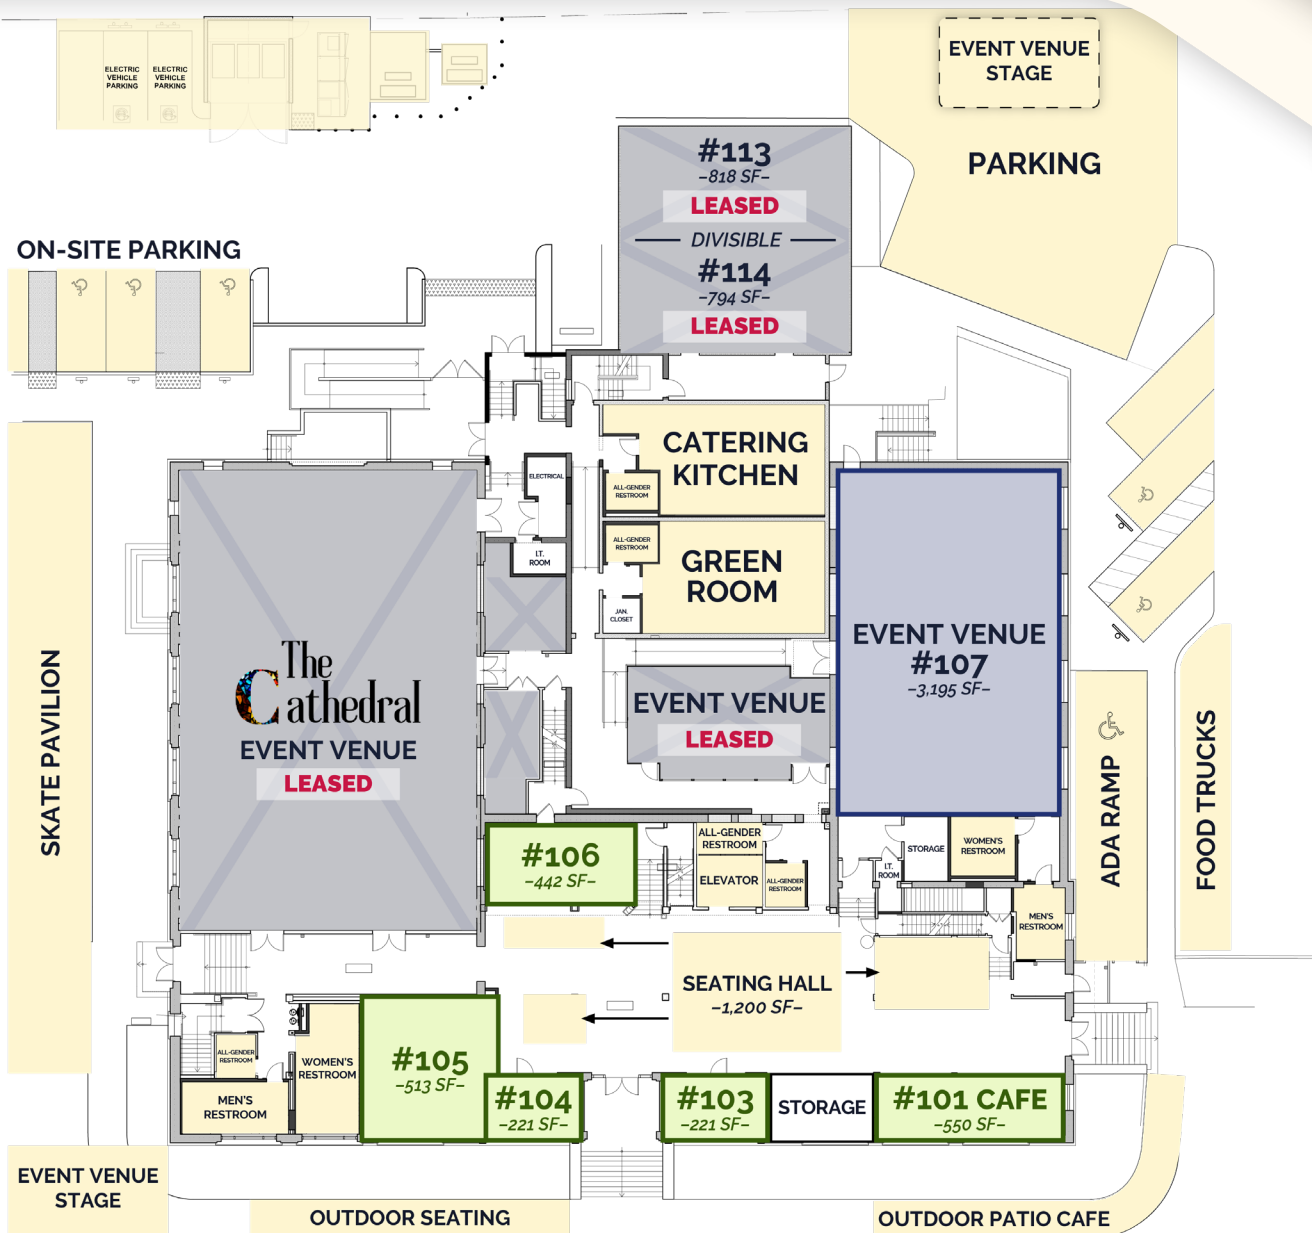 ELECTRIC
VEHICLE
PARKING
ELECTRIC
VEHICLE
PARKING
EVENT VENUE
STAGE
PARKING
#113
–818 SF–
LEASED
DIVISIBLE
#114
–794 SF–
LEASED
ON-SITE PARKING
CATERING
KITCHEN
ALL-GENDER
RESTROOM
ELECTRICAL
I.T.
ROOM
ALL-GENDER
RESTROOM
GREEN
ROOM
JAN.
CLOSET
The
Cathedral
EVENT VENUE
LEASED
EVENT VENUE
LEASED
EVENT VENUE
#107
–3,195 SF–
SKATE PAVILION
ADA RAMP
FOOD TRUCKS
#106
–442 SF–
ALL-GENDER
RESTROOM
ELEVATOR
ALL-GENDER
RESTROOM
I.T.
ROOM
STORAGE
WOMEN'S
RESTROOM
MEN'S
RESTROOM
SEATING HALL
–1,200 SF–
ALL-GENDER
RESTROOM
WOMEN'S
RESTROOM
MEN'S
RESTROOM
#105
–513 SF–
#104
–221 SF–
#103
–221 SF–
STORAGE
#101 CAFE
–550 SF–
EVENT VENUE
STAGE
OUTDOOR SEATING
OUTDOOR PATIO CAFE